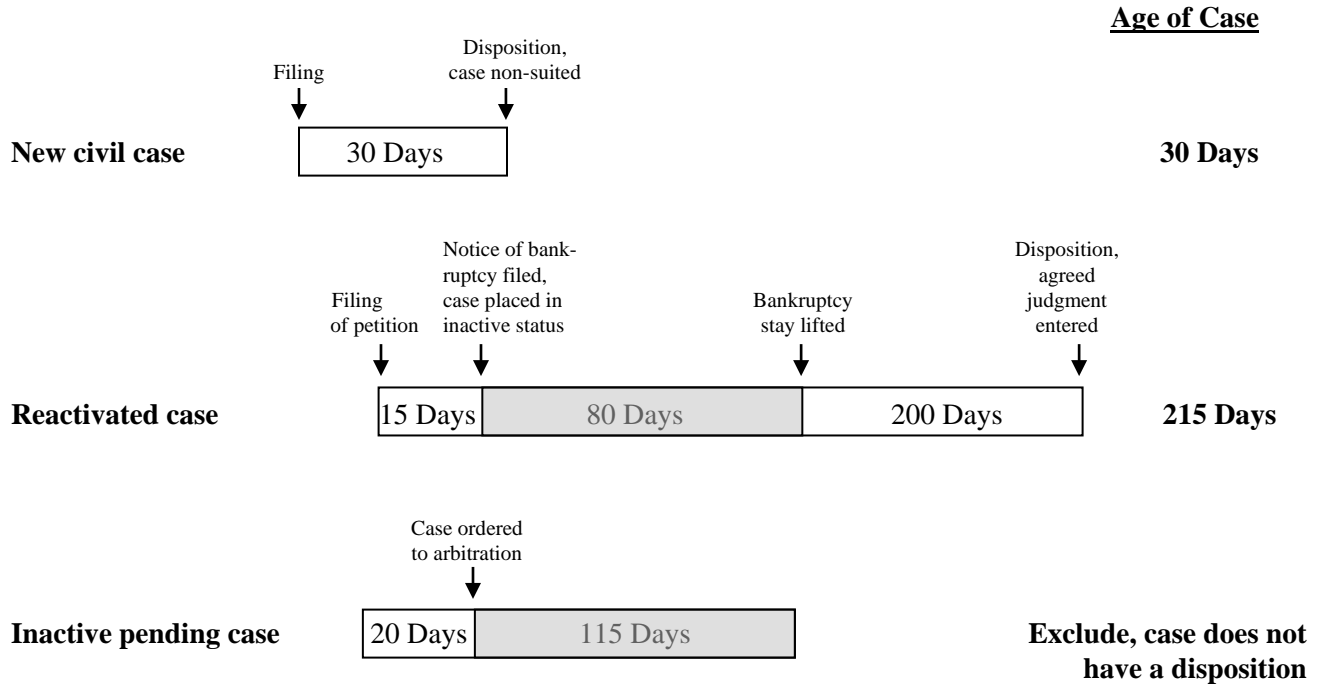 Age of Case
Filing
Disposition,
case non-suited
New civil case
30 Days
30 Days
Filing
of petition
Notice of bank-
ruptcy filed,
case placed in
inactive status
Bankruptcy
stay lifted
Disposition,
agreed
judgment
entered
Reactivated case
15 Days
80 Days
200 Days
215 Days
Case ordered
to arbitration
Inactive pending case
20 Days
115 Days
Exclude, case does not
have a disposition